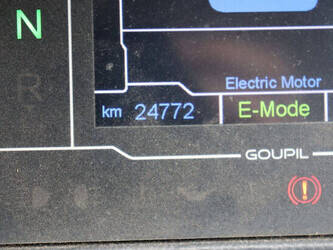 N
R
Electric Motor
km 24772 E-Mode
GOUPIL